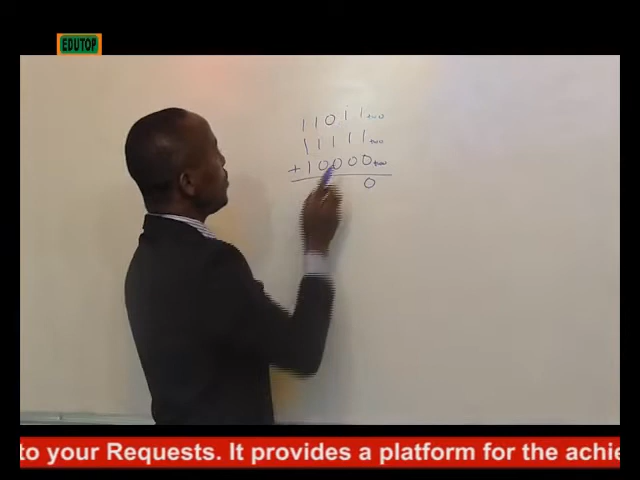 EDUTOP
11011two
11111two
+10000two
0
to your Requests. It provides a platform for the achie